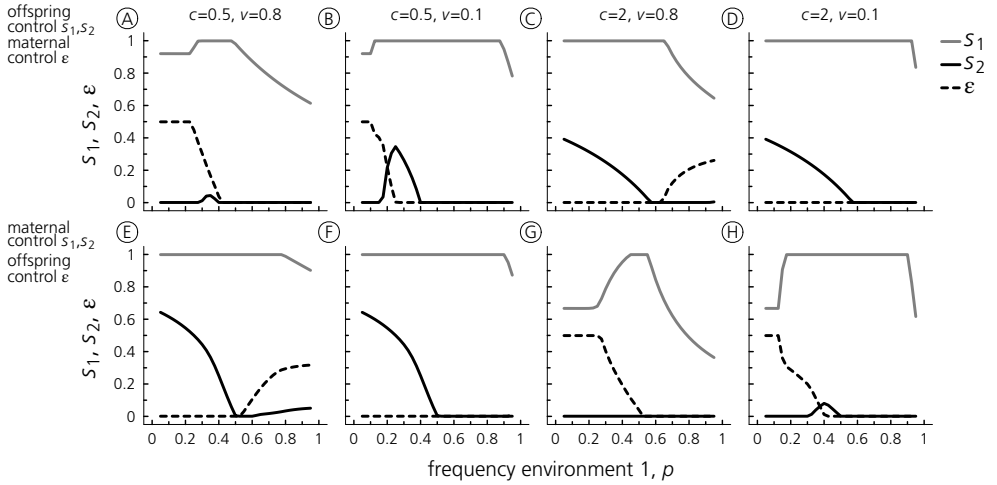 offspring
control s1,s2
maternal
control ε
A c=0.5, v=0.8
B c=0.5, v=0.1
C c=2, v=0.8
D c=2, v=0.1
s1
s2
ε
s1, s2, ε
1
0.8
0.6
0.4
0.2
0
maternal
control s1,s2
offspring
control ε
E
F
G
H
s1, s2, ε
1
0.8
0.6
0.4
0.2
0
0 0.2 0.4 0.6 0.8 1
0 0.2 0.4 0.6 0.8 1
0 0.2 0.4 0.6 0.8 1
0 0.2 0.4 0.6 0.8 1
frequency environment 1, p